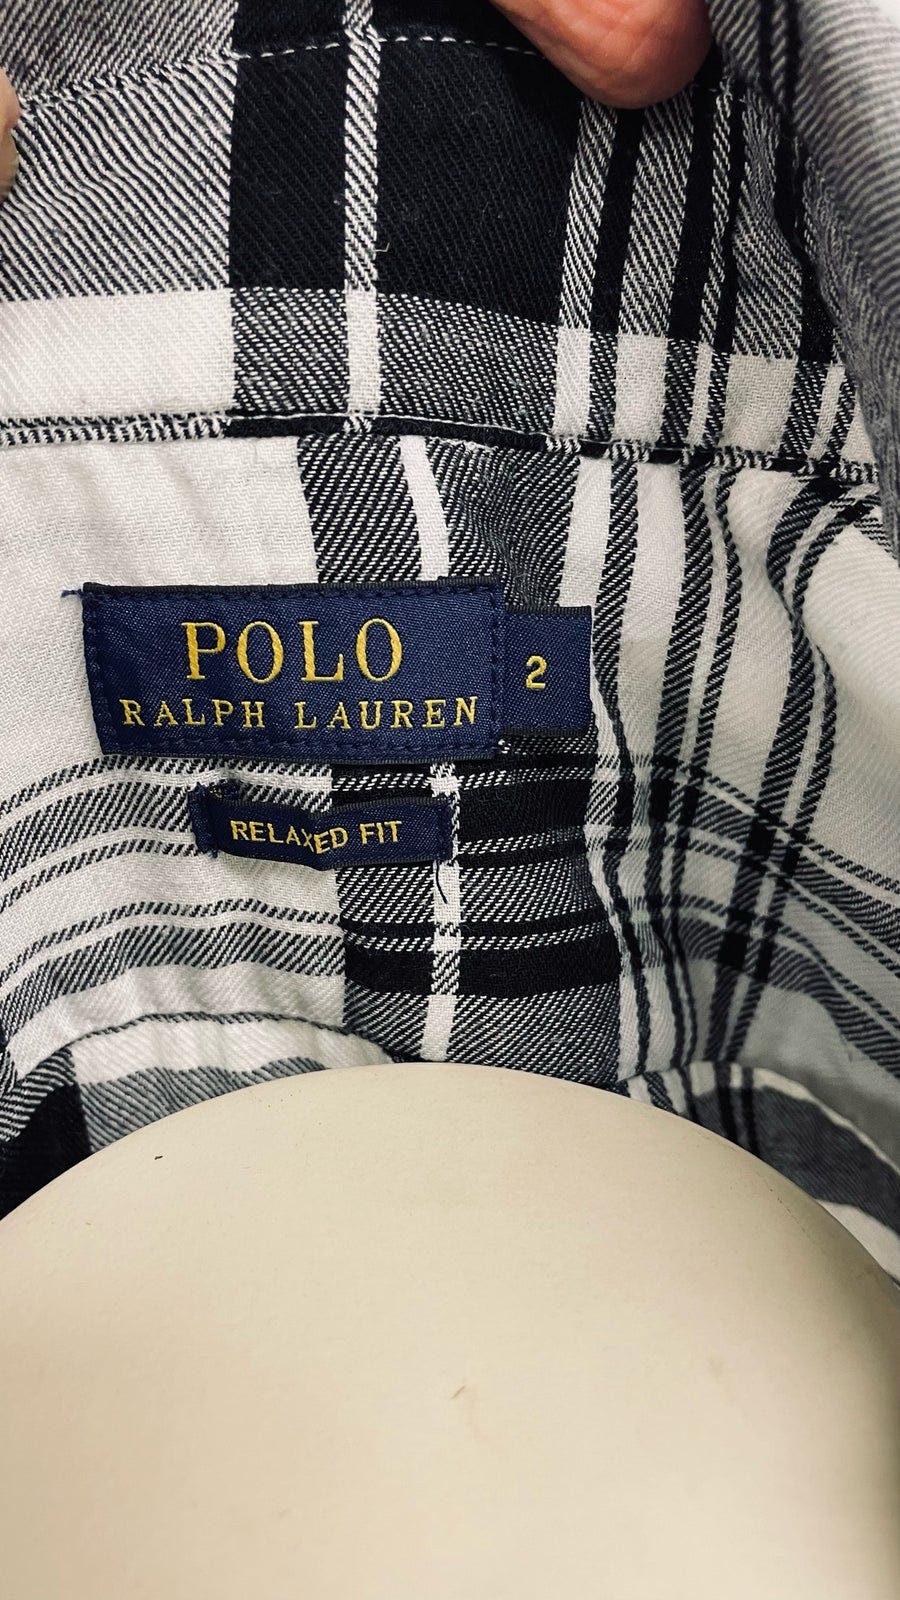 POLO
RALPH LAUREN
2
RELAXED FIT